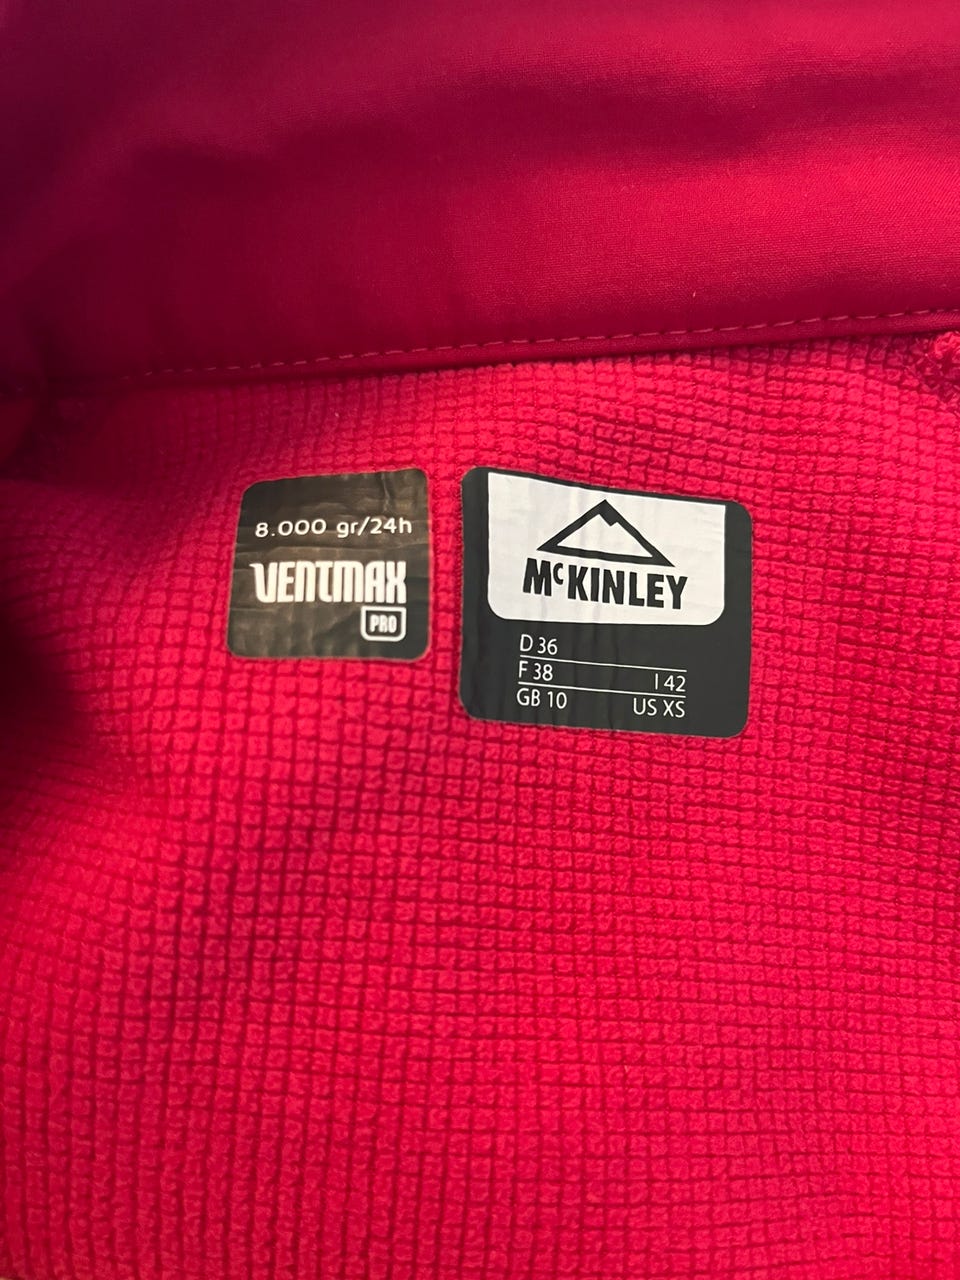 8.000 gr/24h
VENTMAX
PRO
McKINLEY
D 36
F 38 I 42
GB 10 US XS